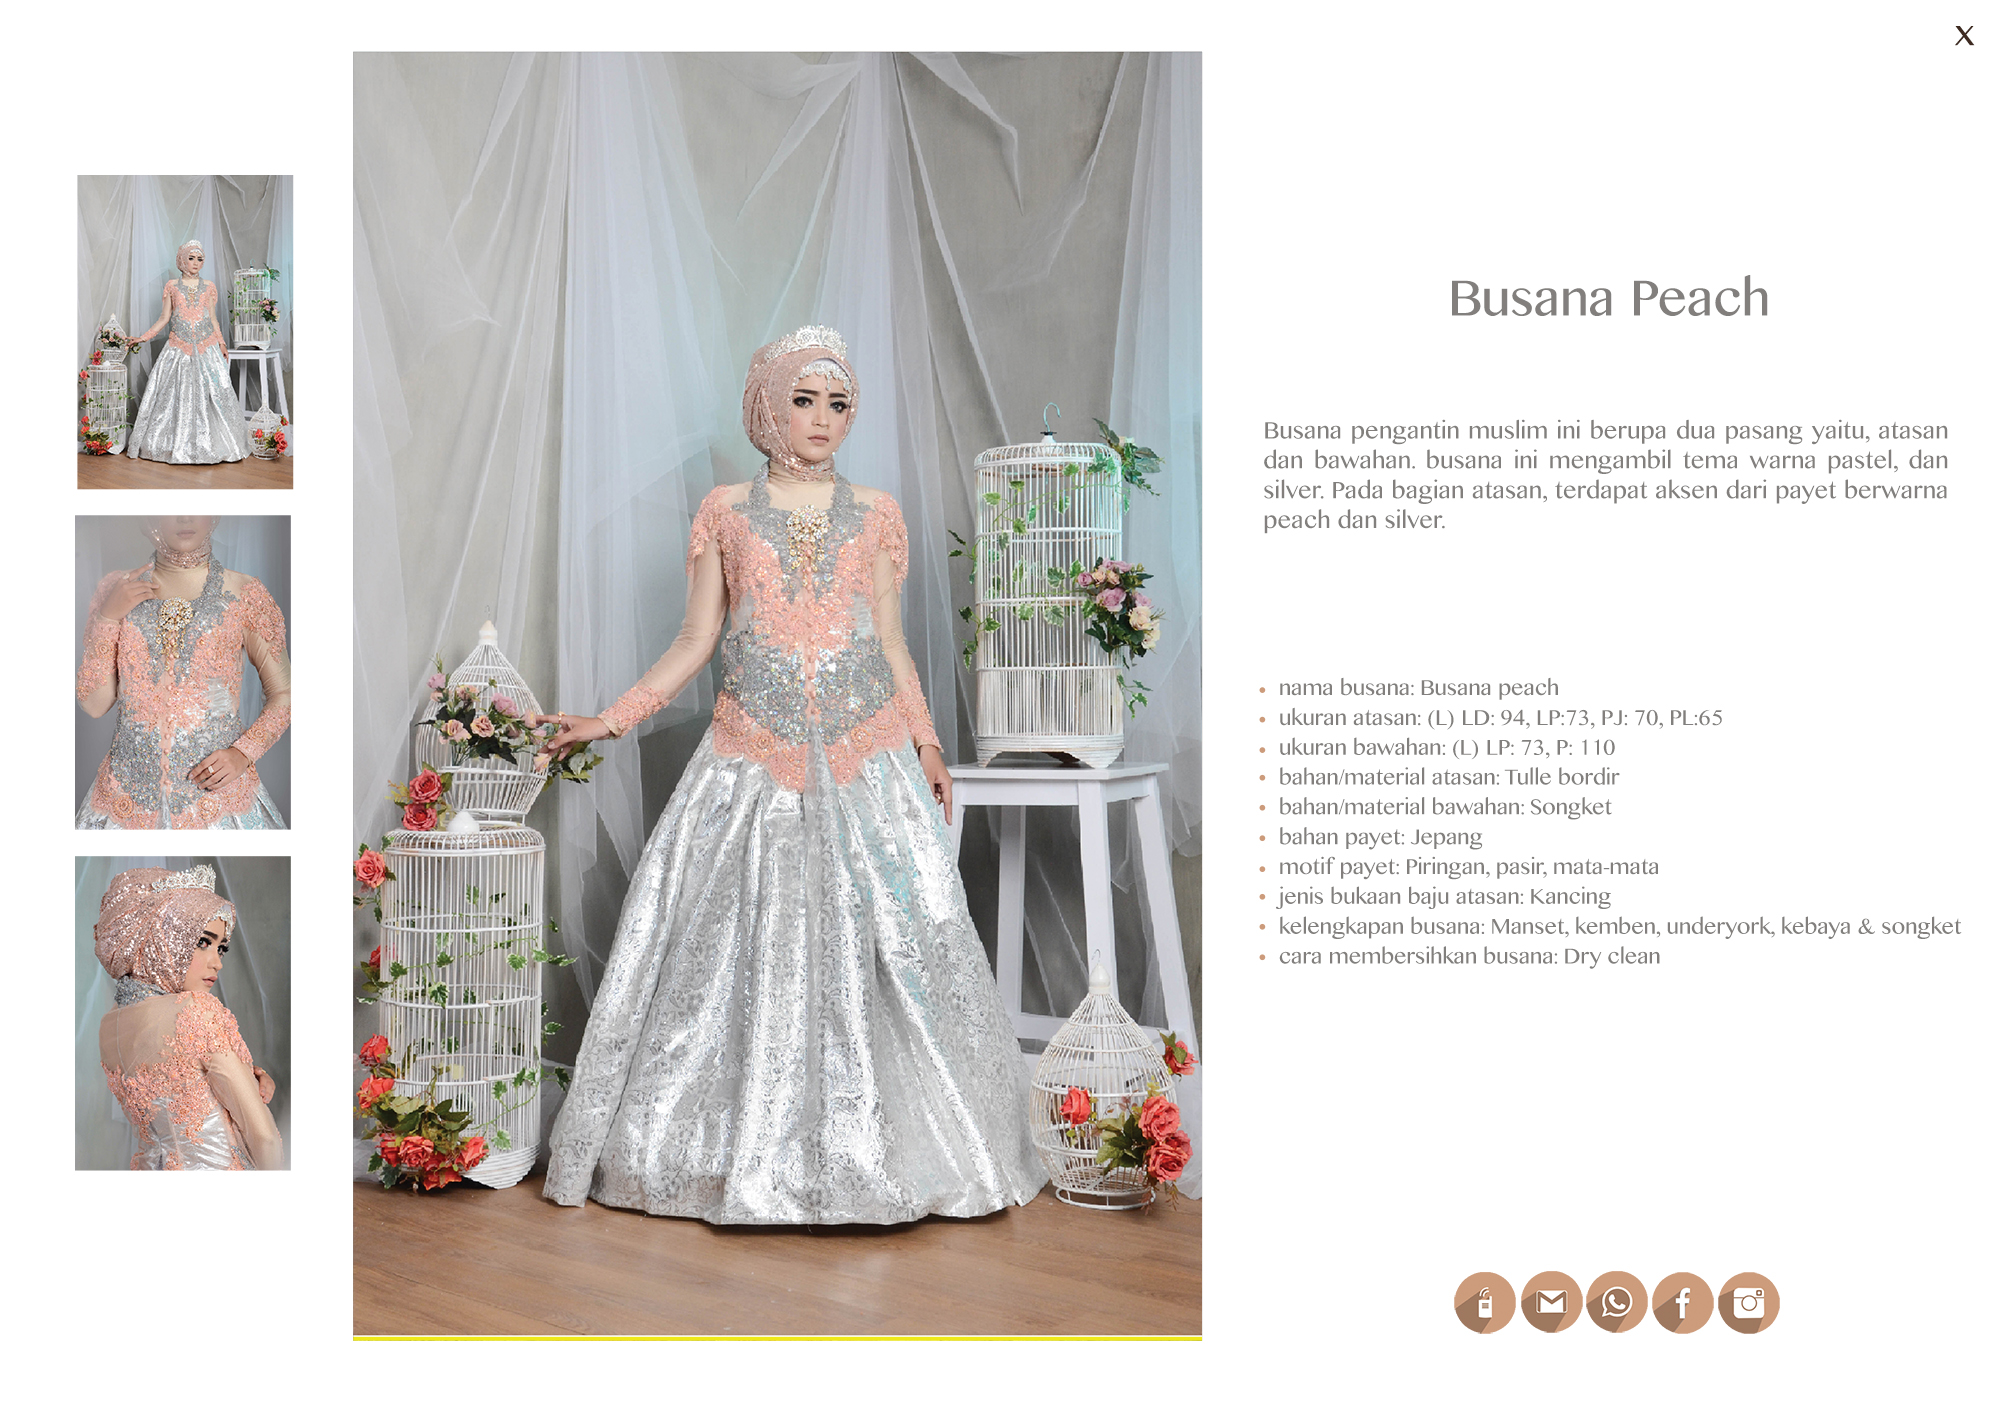 X
Busana Peach
Busana pengantin muslim ini berupa dua pasang yaitu, atasan
dan bawahan. busana ini mengambil tema warna pastel, dan
silver. Pada bagian atasan, terdapat aksen dari payet berwarna
peach dan silver.
• nama busana: Busana peach
• ukuran atasan: (L) LD: 94, LP:73, PJ: 70, PL:65
• ukuran bawahan: (L) LP: 73, P: 110
• bahan/material atasan: Tulle bordir
• bahan/material bawahan: Songket
• bahan payet: Jepang
• motif payet: Piringan, pasir, mata-mata
• jenis bukaan baju atasan: Kancing
• kelengkapan busana: Manset, kemben, underyork, kebaya & songket
• cara membersihkan busana: Dry clean